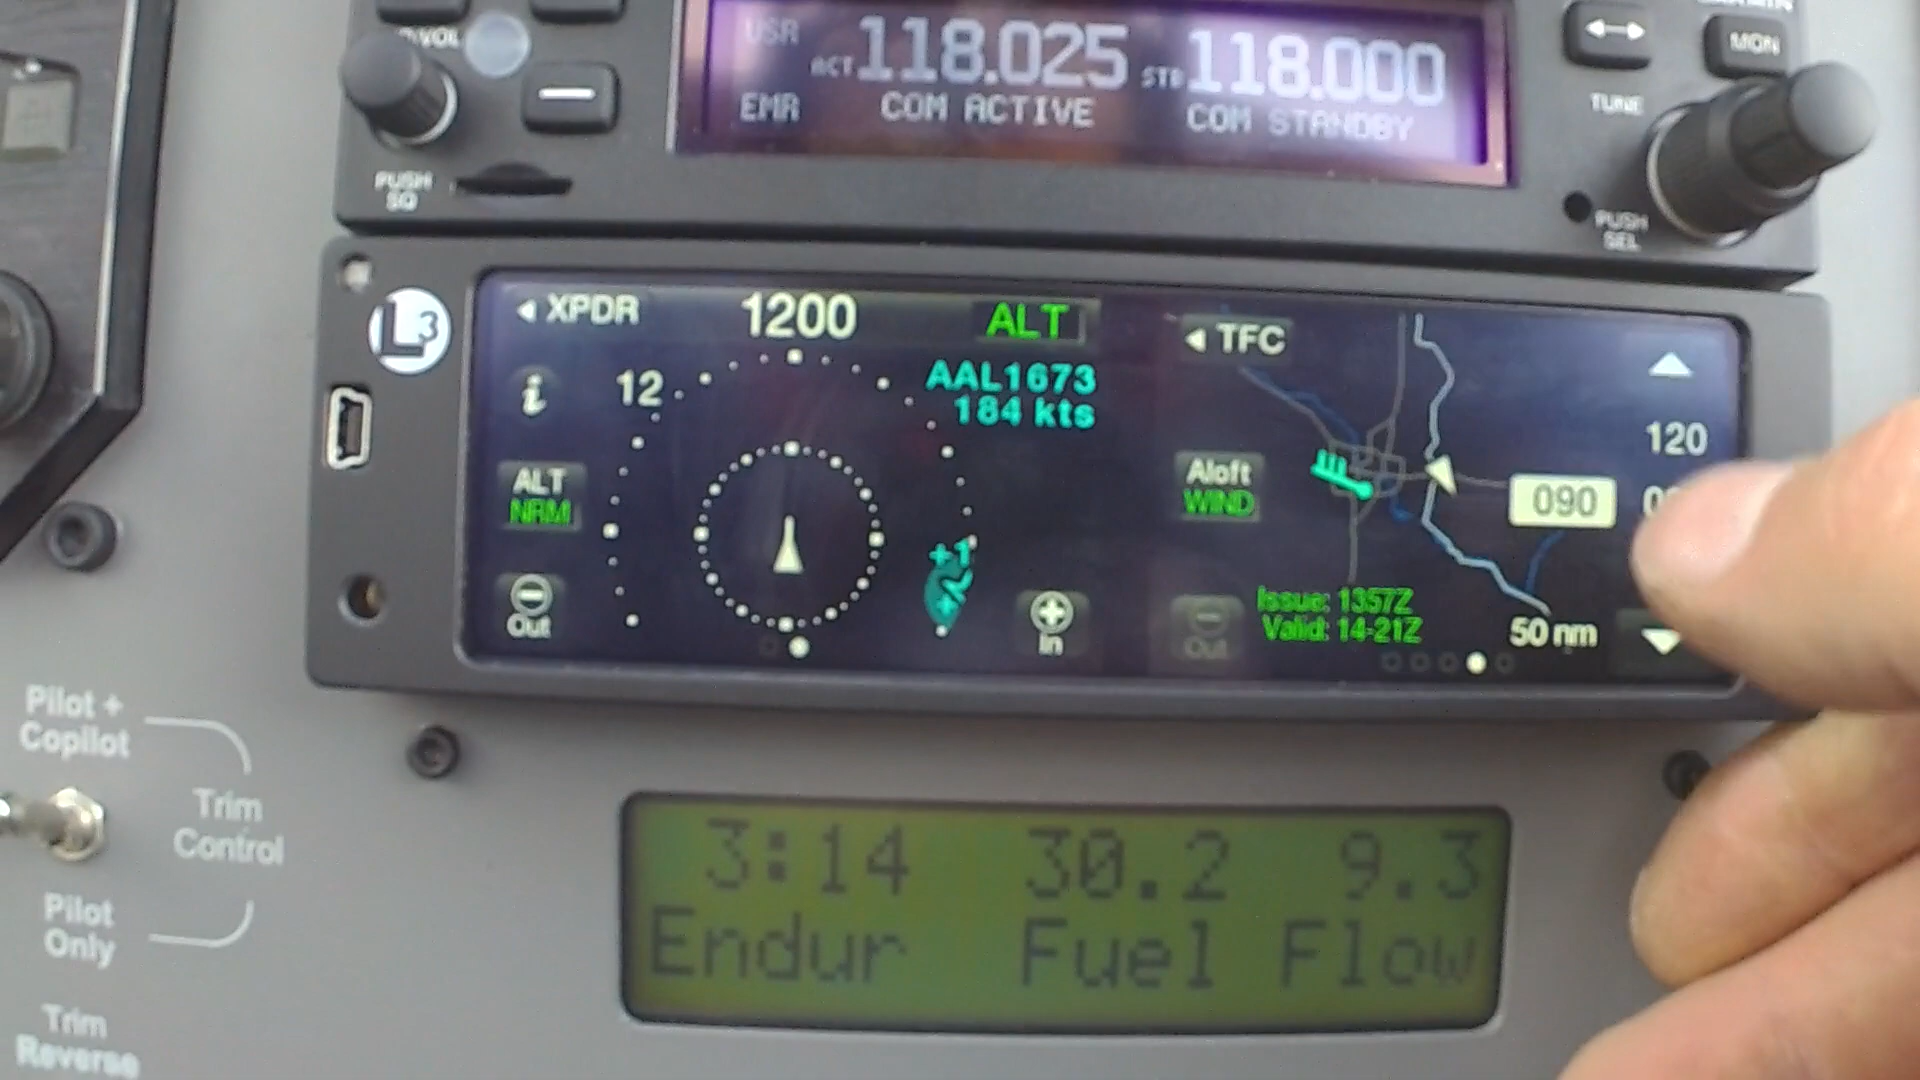 USR ACT 118.025 STB 118.000
EMR COM ACTIVE COM STANDBY
MON
TUNE
PUSH
SQ
PUSH
SEL
L3
XPDR 1200 ALT
TFC
i 12 AAL1673
184 kts
120
ALT
NRM
Aloft
WIND
090
+1
Out
In
Out
Issue: 1357Z
Valid: 14-21Z
50 nm
Pilot +
Copilot
Trim
Control
Pilot
Only
Trim
Reverse
3:14 30.2 9.3
Endur Fuel Flow